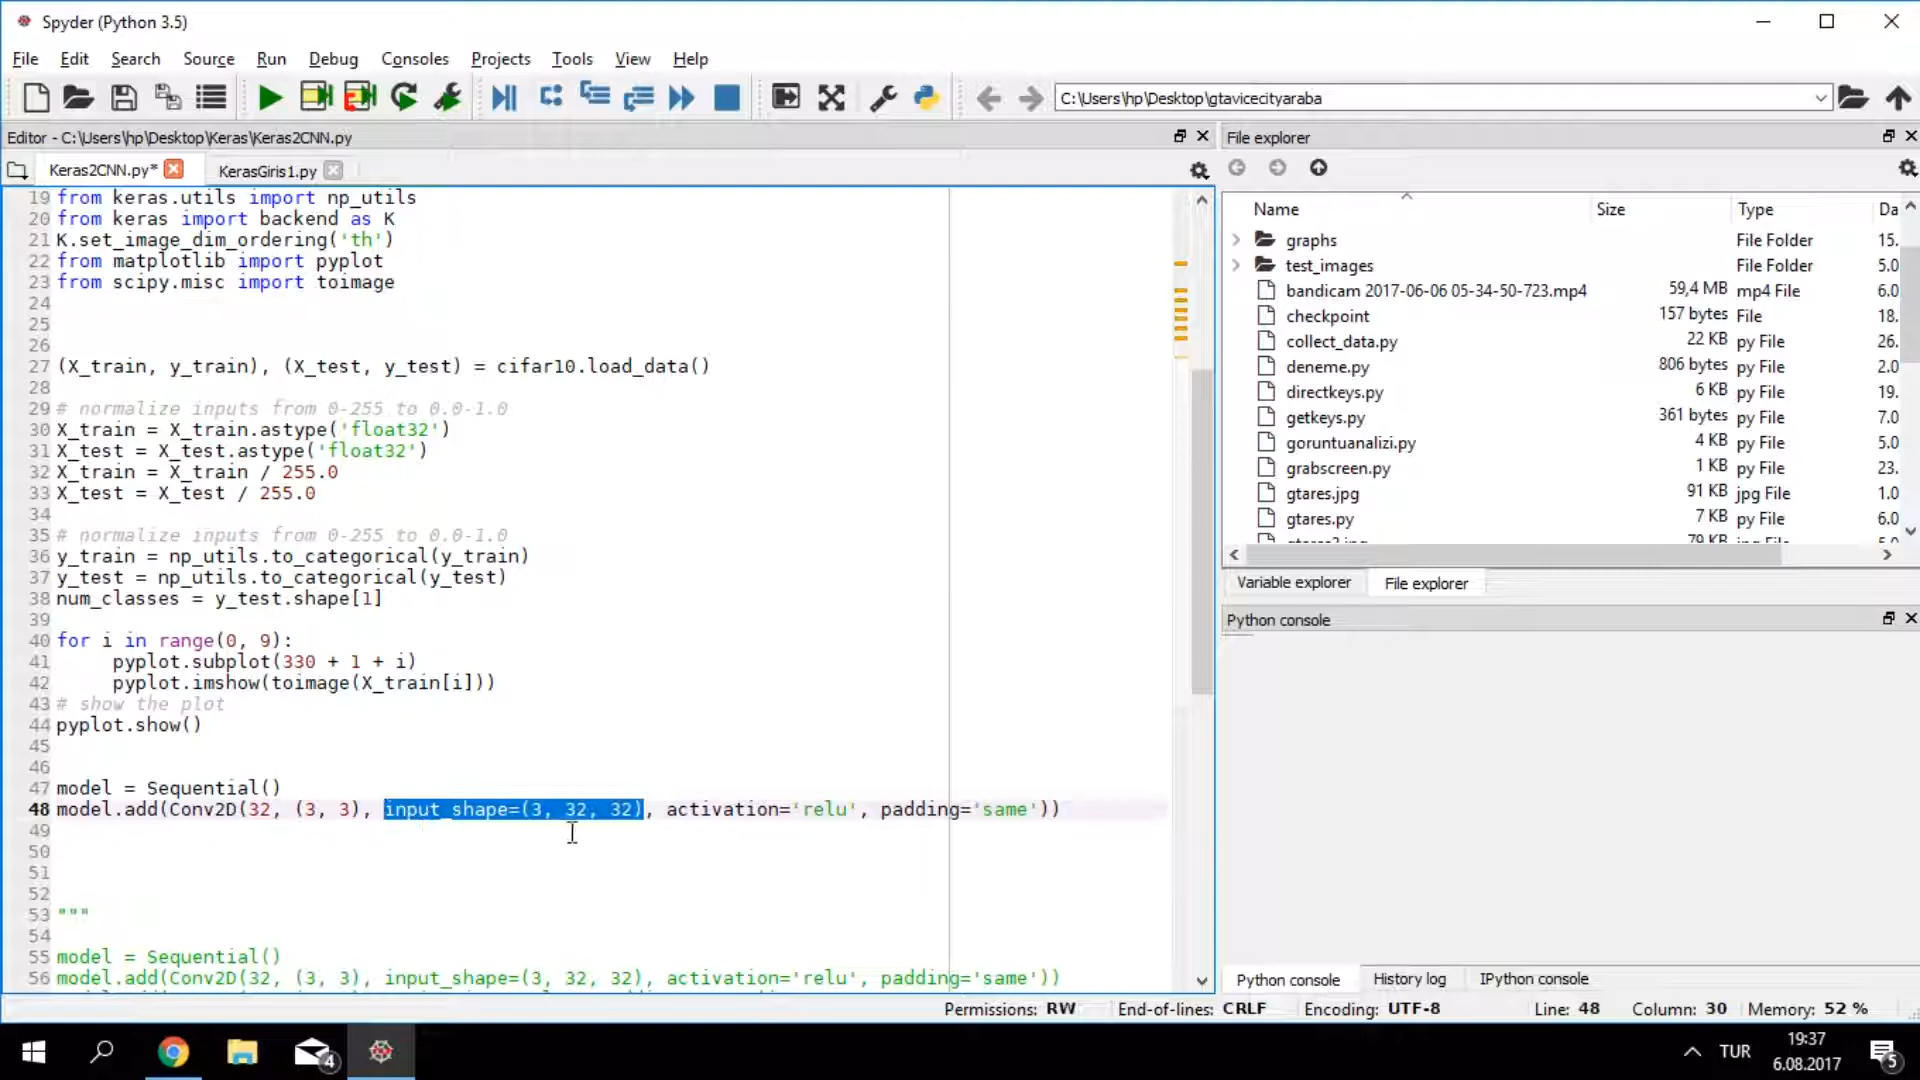 Spyder (Python 3.5)
File Edit Search Source Run Debug Consoles Projects Tools View Help
C:\Users\hp\Desktop\gtavicecityaraba
Editor - C:\Users\hp\Desktop\Keras\Keras2CNN.py
Keras2CNN.py* KerasGiris1.py
19 from keras.utils import np_utils
20 from keras import backend as K
21 K.set_image_dim_ordering('th')
22 from matplotlib import pyplot
23 from scipy.misc import toimage
24
25
26
27 (X_train, y_train), (X_test, y_test) = cifar10.load_data()
28
29 # normalize inputs from 0-255 to 0.0-1.0
30 X_train = X_train.astype('float32')
31 X_test = X_test.astype('float32')
32 X_train = X_train / 255.0
33 X_test = X_test / 255.0
34
35 # normalize inputs from 0-255 to 0.0-1.0
36 y_train = np_utils.to_categorical(y_train)
37 y_test = np_utils.to_categorical(y_test)
38 num_classes = y_test.shape[1]
39
40 for i in range(0, 9):
41 pyplot.subplot(330 + 1 + i)
42 pyplot.imshow(toimage(X_train[i]))
43 # show the plot
44 pyplot.show()
45
46
47 model = Sequential()
48 model.add(Conv2D(32, (3, 3), input_shape=(3, 32, 32), activation='relu', padding='same'))
49
50
51
52
53 """
54
55 model = Sequential()
56 model.add(Conv2D(32, (3, 3), input_shape=(3, 32, 32), activation='relu', padding='same'))
File explorer
Name Size Type Da
graphs File Folder 15.
test_images File Folder 5.0
bandicam 2017-06-06 05-34-50-723.mp4 59,4 MB mp4 File 6.0
checkpoint 157 bytes File 18.
collect_data.py 22 KB py File 26.
deneme.py 806 bytes py File 2.0
directkeys.py 6 KB py File 19.
getkeys.py 361 bytes py File 7.0
goruntuanalizi.py 4 KB py File 5.0
grabscreen.py 1 KB py File 23.
gtares.jpg 91 KB jpg File 1.0
gtares.py 7 KB py File 6.0
Variable explorer File explorer
Python console
Python console History log IPython console
Permissions: RW End-of-lines: CRLF Encoding: UTF-8 Line: 48 Column: 30 Memory: 52 %
4
TUR
19:37
6.08.2017
5